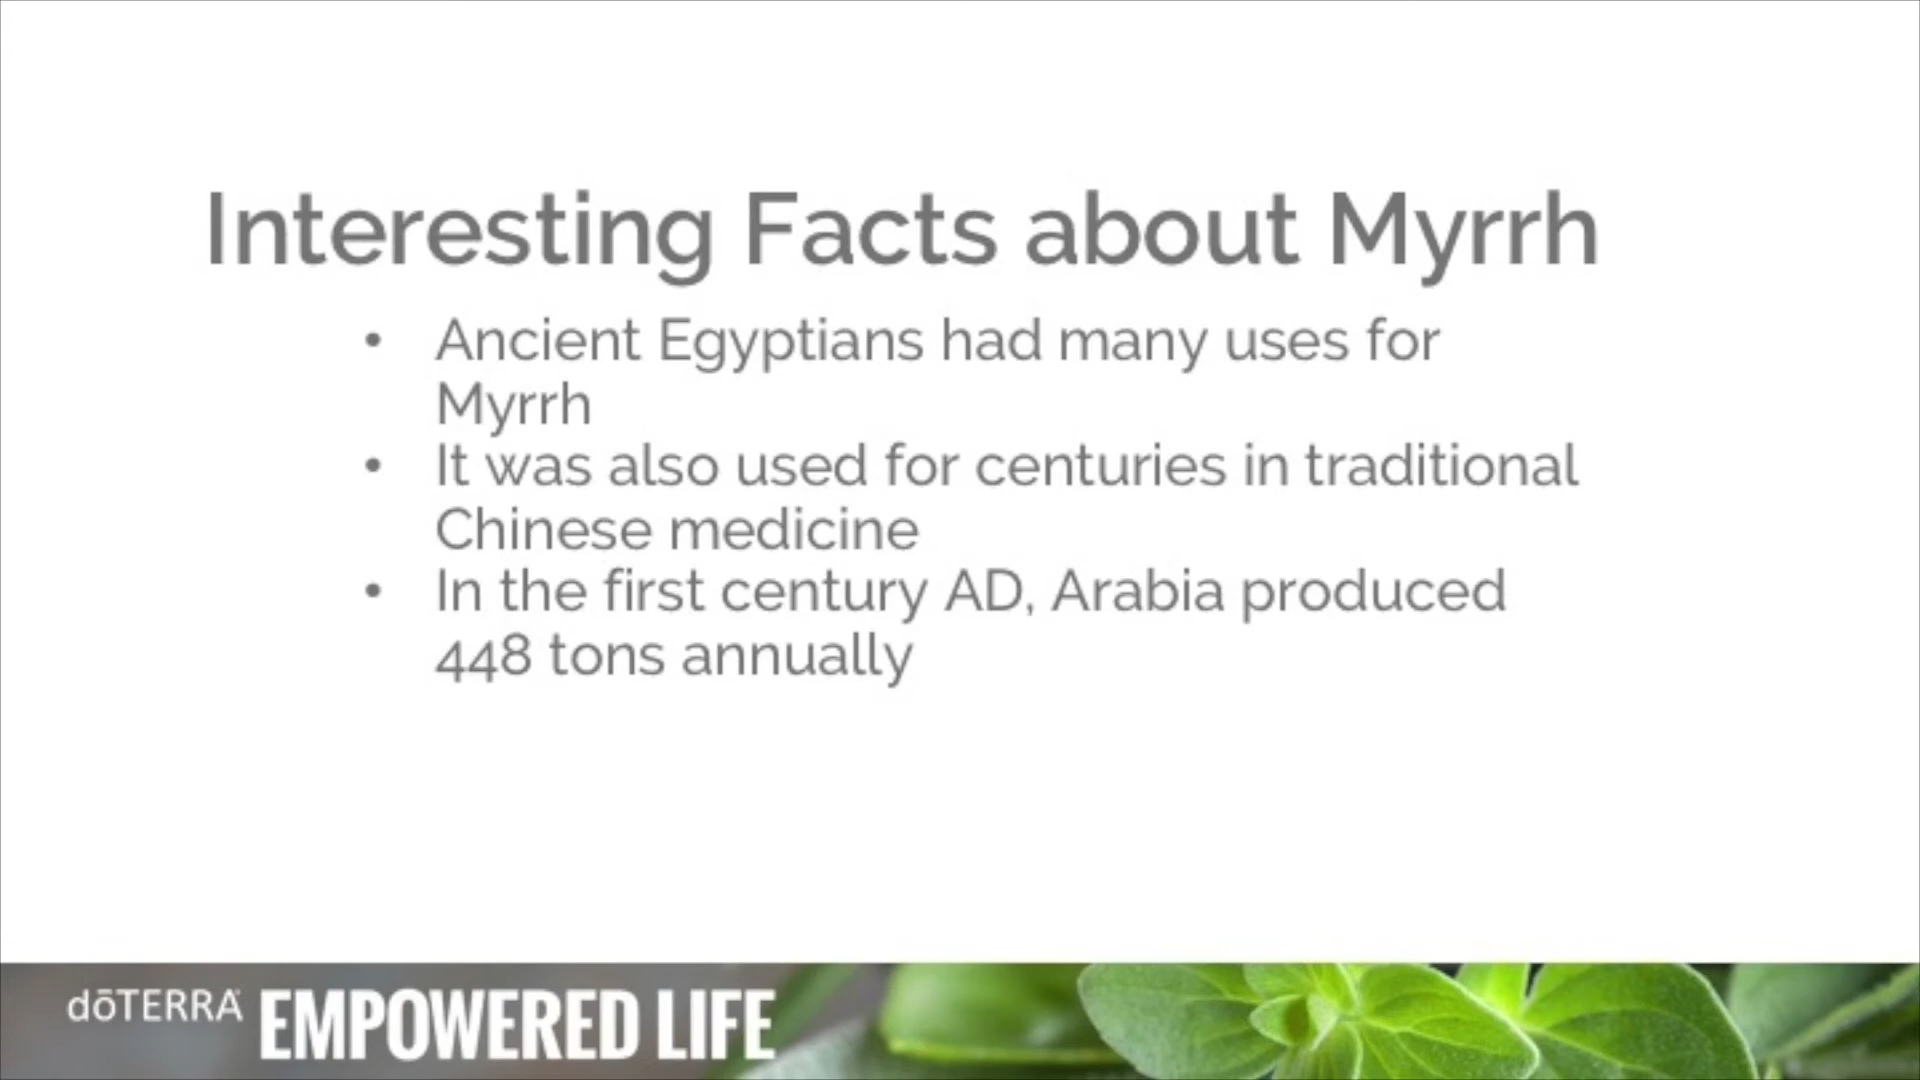 Interesting Facts about Myrrh
• Ancient Egyptians had many uses for
Myrrh
• It was also used for centuries in traditional
Chinese medicine
• In the first century AD, Arabia produced
448 tons annually
dōTERRA EMPOWERED LIFE